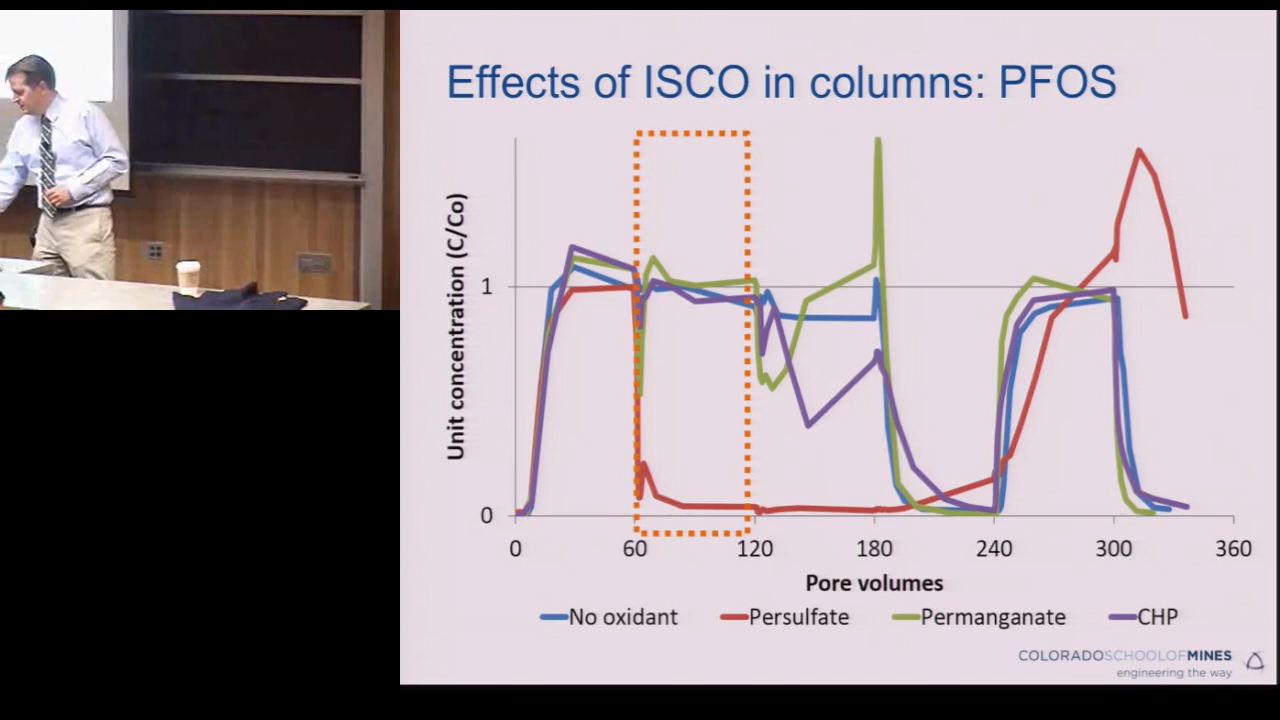 Effects of ISCO in columns: PFOS
Unit concentration (C/Co)
1
0
0 60 120 180 240 300 360
Pore volumes
No oxidant Persulfate Permanganate CHP
COLORADOSCHOOLOFMINES
engineering the way